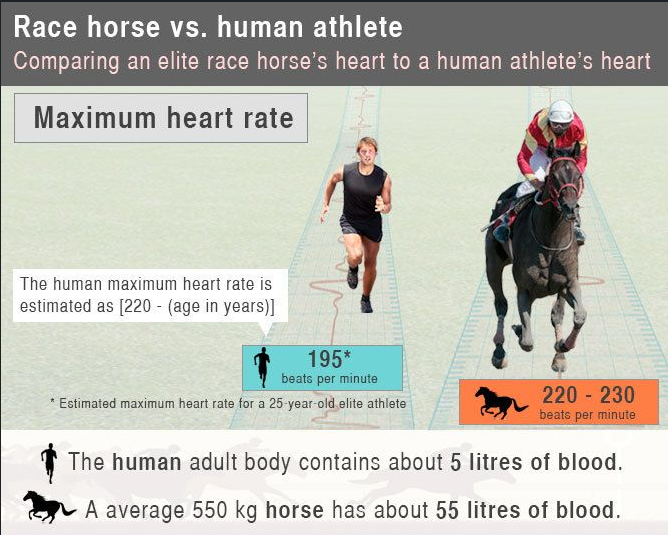 Race horse vs. human athlete
Comparing an elite race horse's heart to a human athlete's heart
Maximum heart rate
The human maximum heart rate is
estimated as [220 - (age in years)]
195*
beats per minute
* Estimated maximum heart rate for a 25-year-old elite athlete
220 - 230
beats per minute
The human adult body contains about 5 litres of blood.
A average 550 kg horse has about 55 litres of blood.